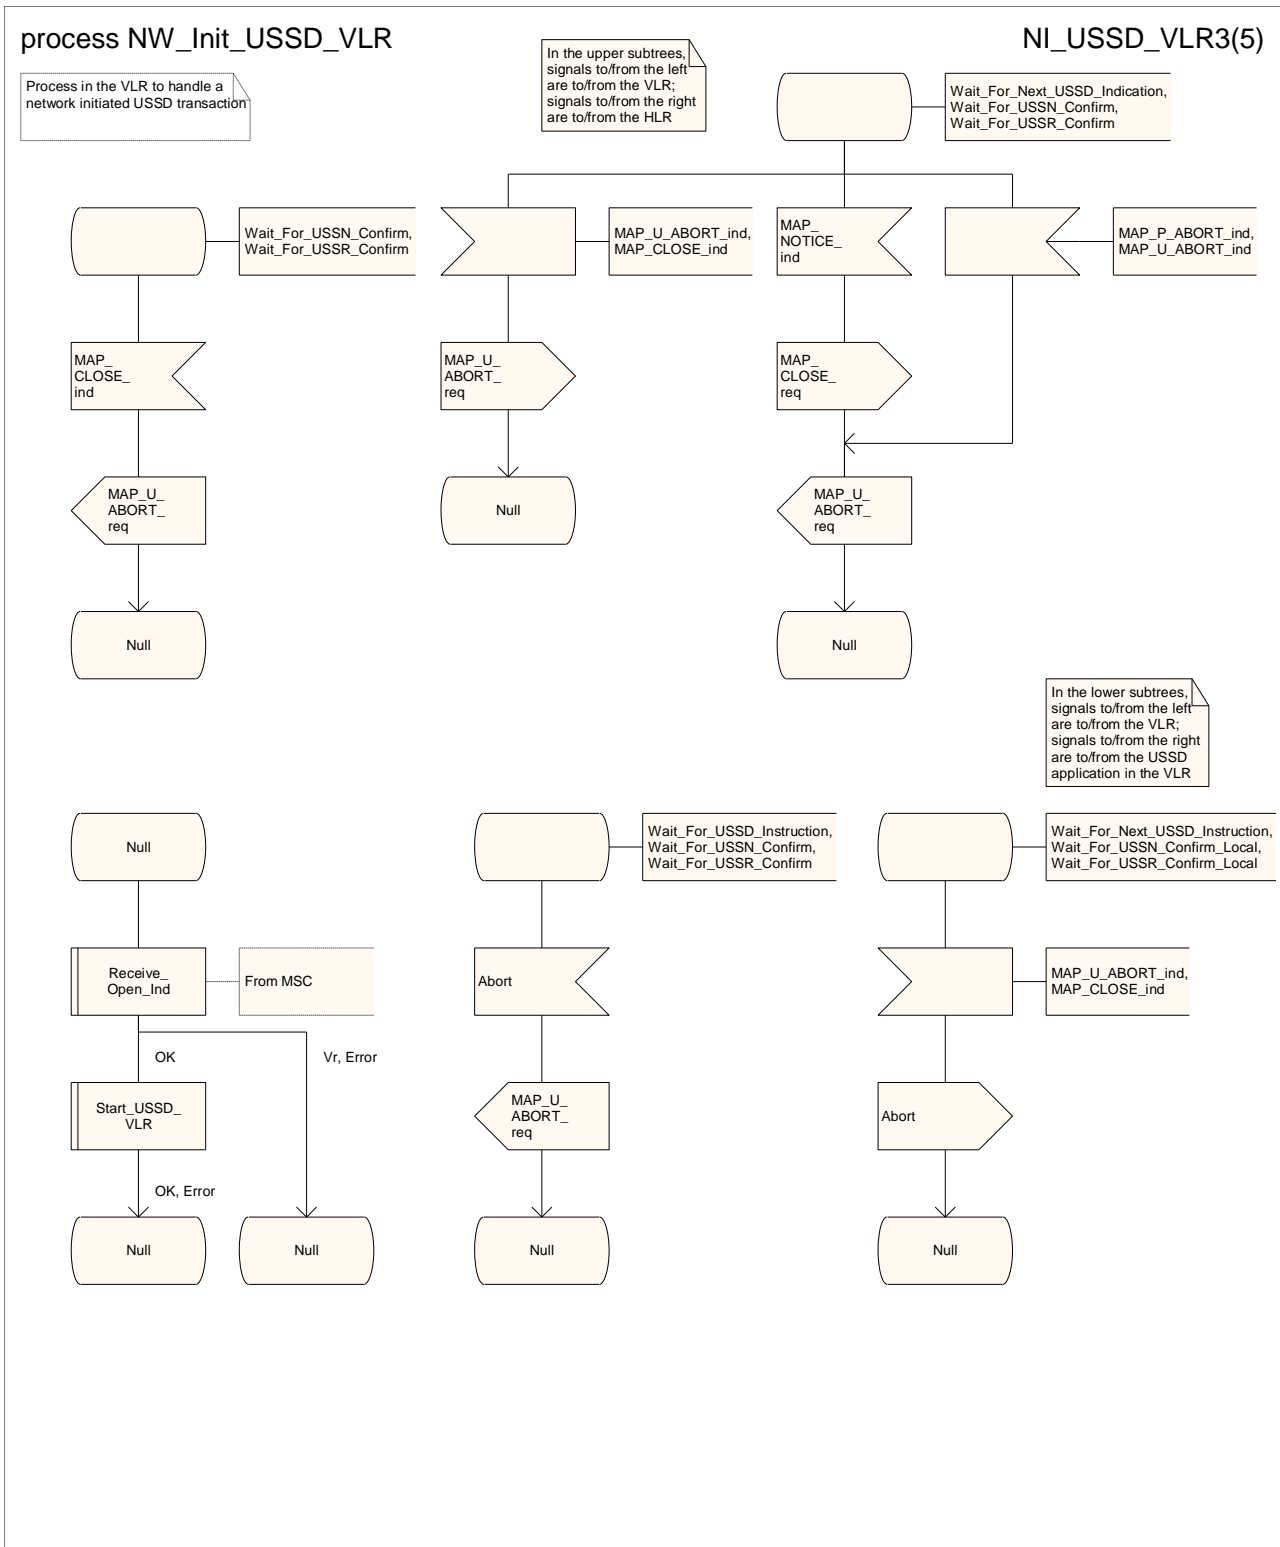 process NW_Init_USSD_VLR
NI_USSD_VLR3(5)
Process in the VLR to handle a
network initiated USSD transaction
In the upper subtrees,
signals to/from the left
are to/from the VLR;
signals to/from the right
are to/from the HLR
Wait_For_Next_USSD_Indication,
Wait_For_USSN_Confirm,
Wait_For_USSR_Confirm
Wait_For_USSN_Confirm,
Wait_For_USSR_Confirm
MAP_U_ABORT_ind,
MAP_CLOSE_ind
MAP_
NOTICE_
ind
MAP_P_ABORT_ind,
MAP_U_ABORT_ind
MAP_
CLOSE_
ind
MAP_U_
ABORT_
req
MAP_
CLOSE_
req
MAP_U_
ABORT_
req
Null
MAP_U_
ABORT_
req
Null
Null
In the lower subtrees,
signals to/from the left
are to/from the VLR;
signals to/from the right
are to/from the USSD
application in the VLR
Null
Wait_For_USSD_Instruction,
Wait_For_USSN_Confirm,
Wait_For_USSR_Confirm
Wait_For_Next_USSD_Instruction,
Wait_For_USSN_Confirm_Local,
Wait_For_USSR_Confirm_Local
Receive_
Open_Ind
From MSC
Abort
MAP_U_ABORT_ind,
MAP_CLOSE_ind
OK
Vr, Error
Start_USSD_
VLR
MAP_U_
ABORT_
req
Abort
OK, Error
Null
Null
Null
Null